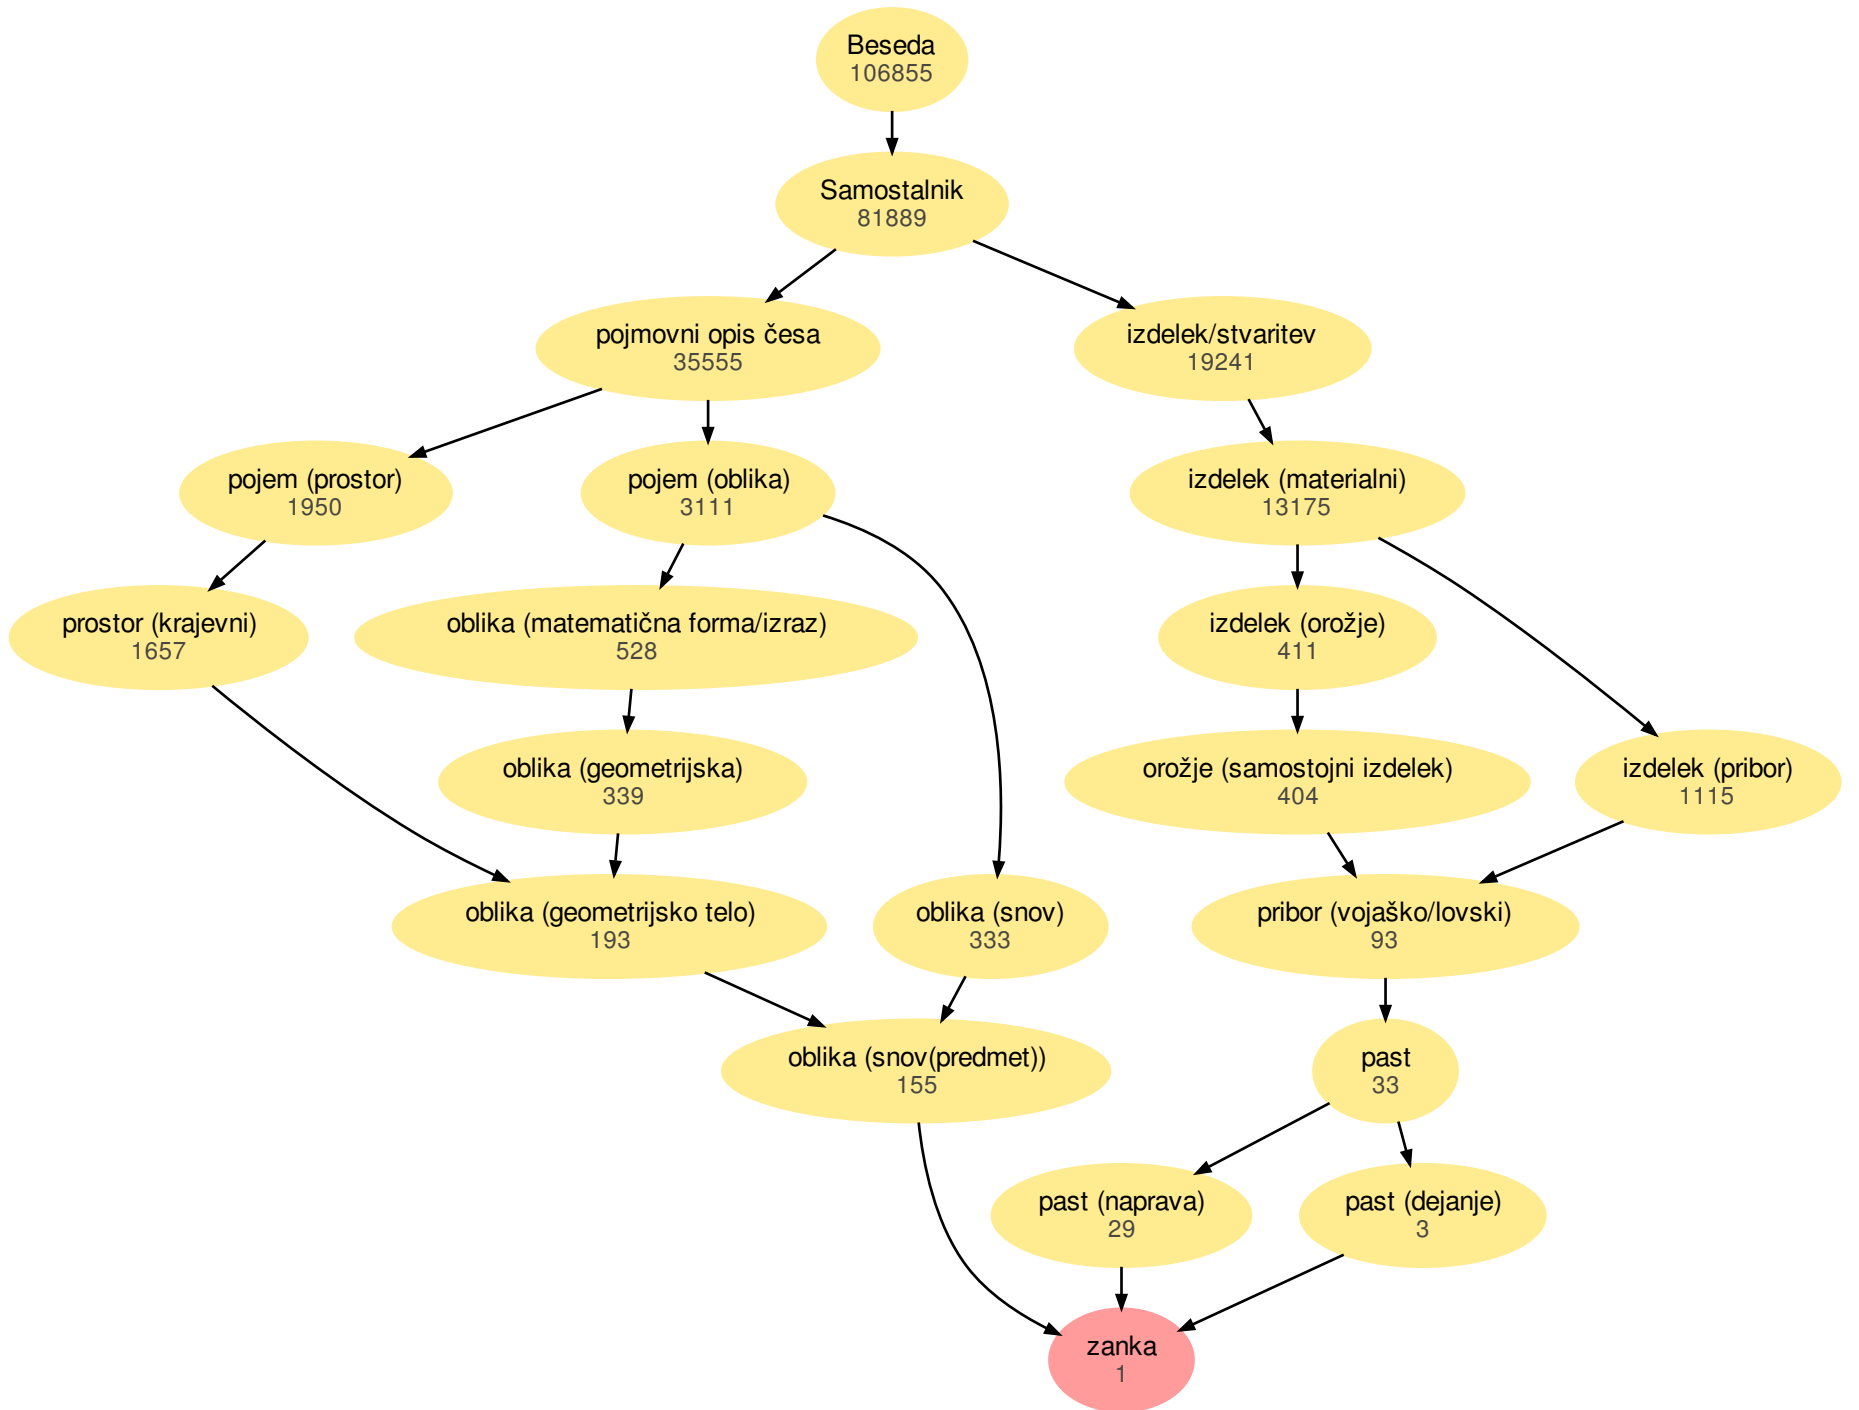 Beseda
106855
Samostalnik
81889
pojmovni opis česa
35555
izdelek/stvaritev
19241
pojem (prostor)
1950
pojem (oblika)
3111
izdelek (materialni)
13175
prostor (krajevni)
1657
oblika (matematična forma/izraz)
528
izdelek (orožje)
411
oblika (geometrijska)
339
orožje (samostojni izdelek)
404
izdelek (pribor)
1115
oblika (geometrijsko telo)
193
oblika (snov)
333
pribor (vojaško/lovski)
93
oblika (snov(predmet))
155
past
33
past (naprava)
29
past (dejanje)
3
zanka
1